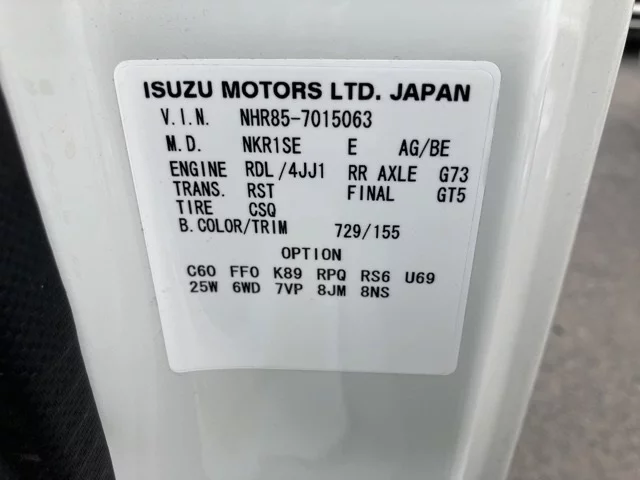 ISUZU MOTORS LTD. JAPAN
V.I.N. NHR85-7015063
M.D. NKR1SE E AG/BE
ENGINE RDL/4JJ1 RR AXLE G73
TRANS. RST FINAL GT5
TIRE CSQ
B.COLOR/TRIM 729/155
OPTION
C60 FF0 K89 RPQ RS6 U69
25W 6WD 7VP 8JM 8NS